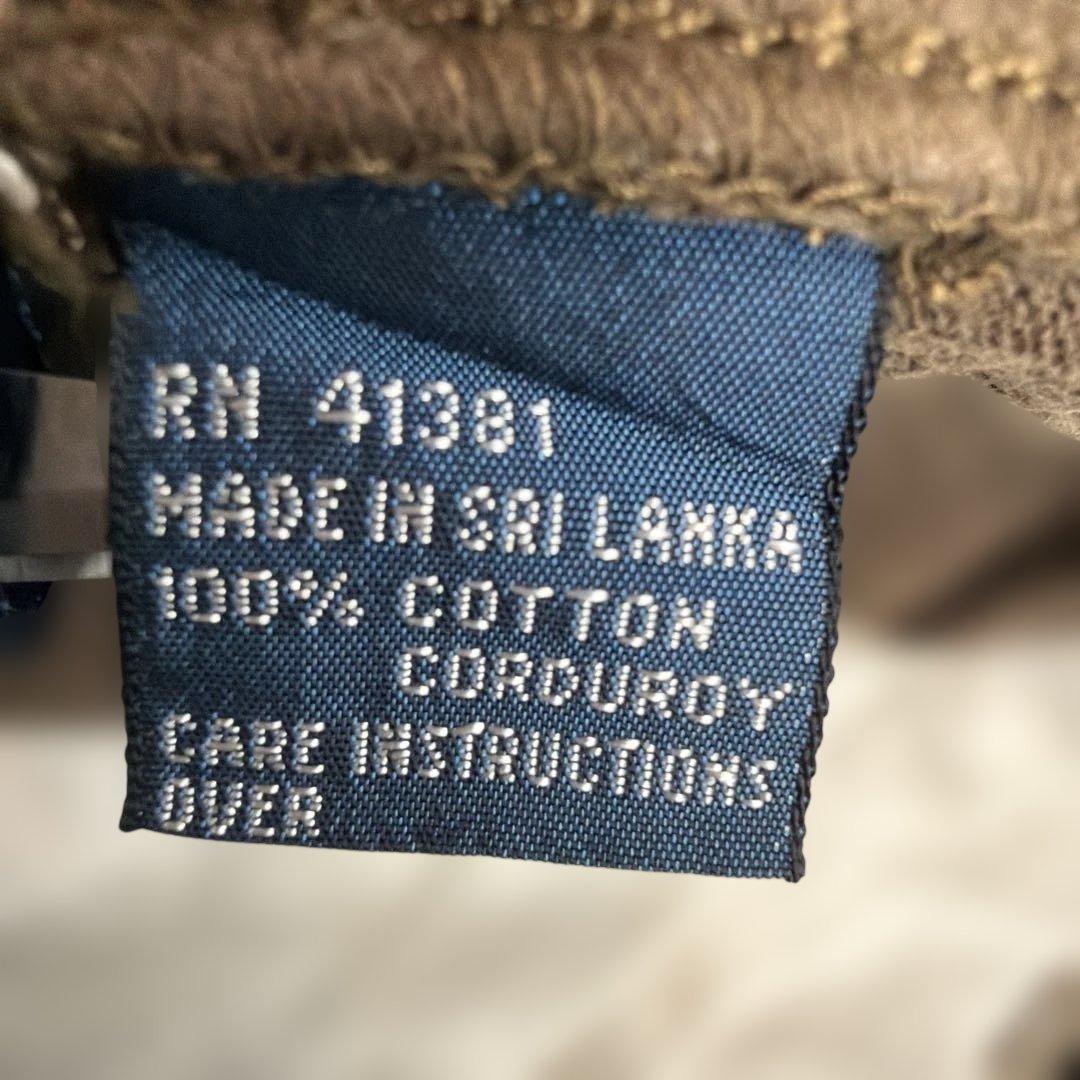 RN 41381
MADE IN SRI LANKA
100% COTTON
CORDUROY
CARE INSTRUCTIONS
OVER